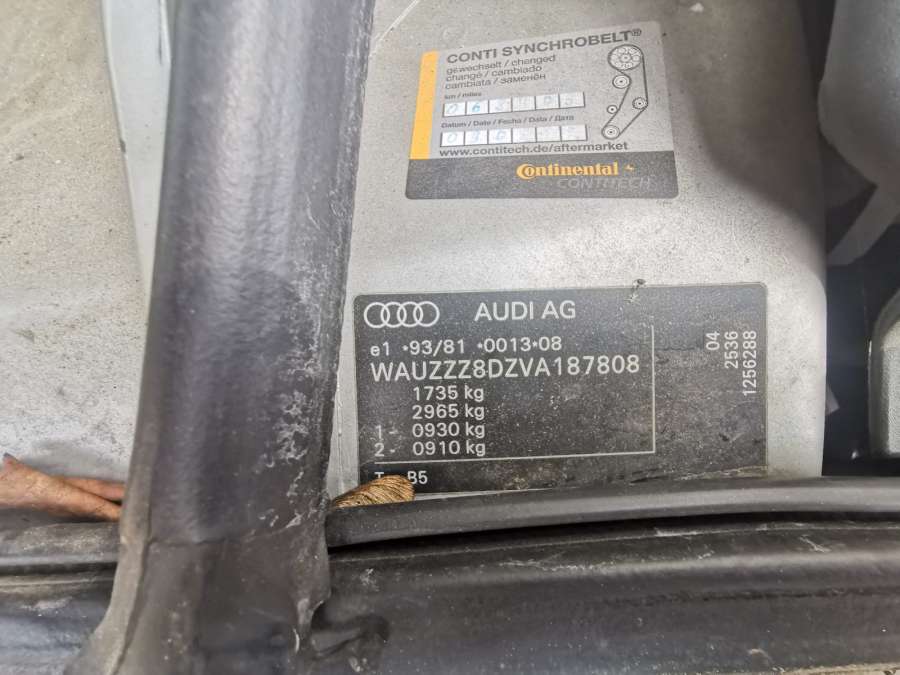 CONTI SYNCHROBELT®
gewechselt / changed
changé / cambiado
cambiata / заменён
km / miles
Datum / Date / Fecha / Data / Дата
www.contitech.de/aftermarket
Continental
CONTITECH
AUDI AG
e1 •93/81 •0013•08
WAUZZZ8DZVA187808
1735 kg
2965 kg
1- 0930 kg
2- 0910 kg
T B5
04
2536
1256288